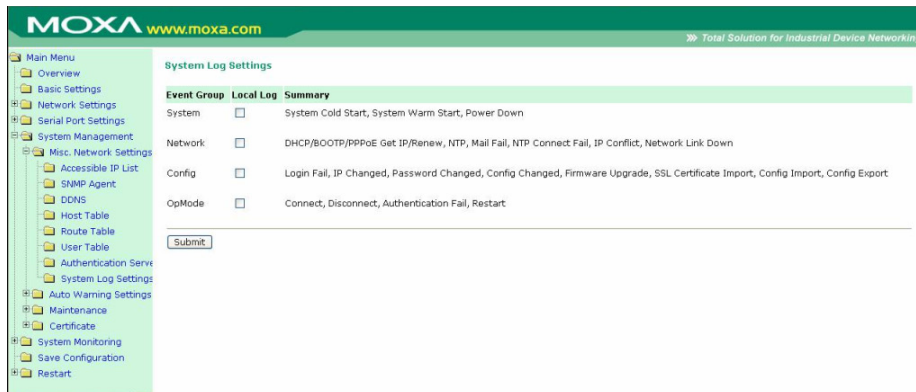 MOXA www.moxa.com
Total Solution for Industrial Device Networkin
Main Menu
Overview
Basic Settings
Network Settings
Serial Port Settings
System Management
Misc. Network Settings
Accessible IP List
SNMP Agent
DDNS
Host Table
Route Table
User Table
Authentication Serve
System Log Settings
Auto Warning Settings
Maintenance
Certificate
System Monitoring
Save Configuration
Restart
System Log Settings
Event Group Local Log Summary
System System Cold Start, System Warm Start, Power Down
Network DHCP/BOOTP/PPPoE Get IP/Renew, NTP, Mail Fail, NTP Connect Fail, IP Conflict, Network Link Down
Config Login Fail, IP Changed, Password Changed, Config Changed, Firmware Upgrade, SSL Certificate Import, Config Import, Config Export
OpMode Connect, Disconnect, Authentication Fail, Restart
Submit